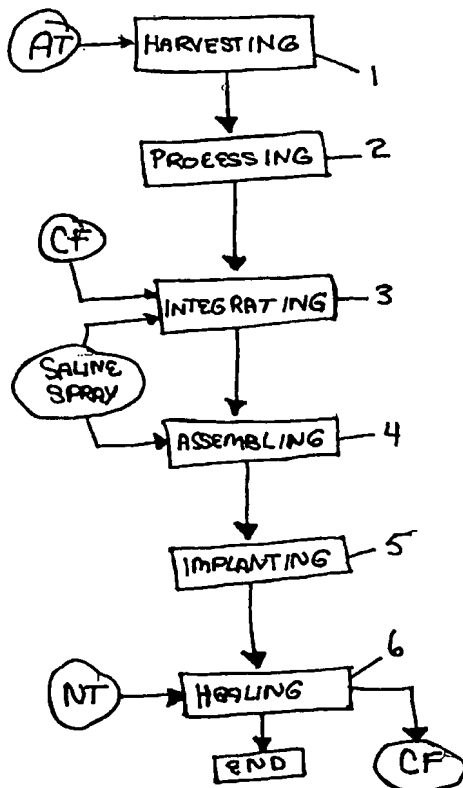 AT
HARVESTING
1
PROCESSING
2
CF
INTEGRATING
3
SALINE
SPRAY
ASSEMBLING
4
IMPLANTING
5
6
NT
HEALING
END
CF